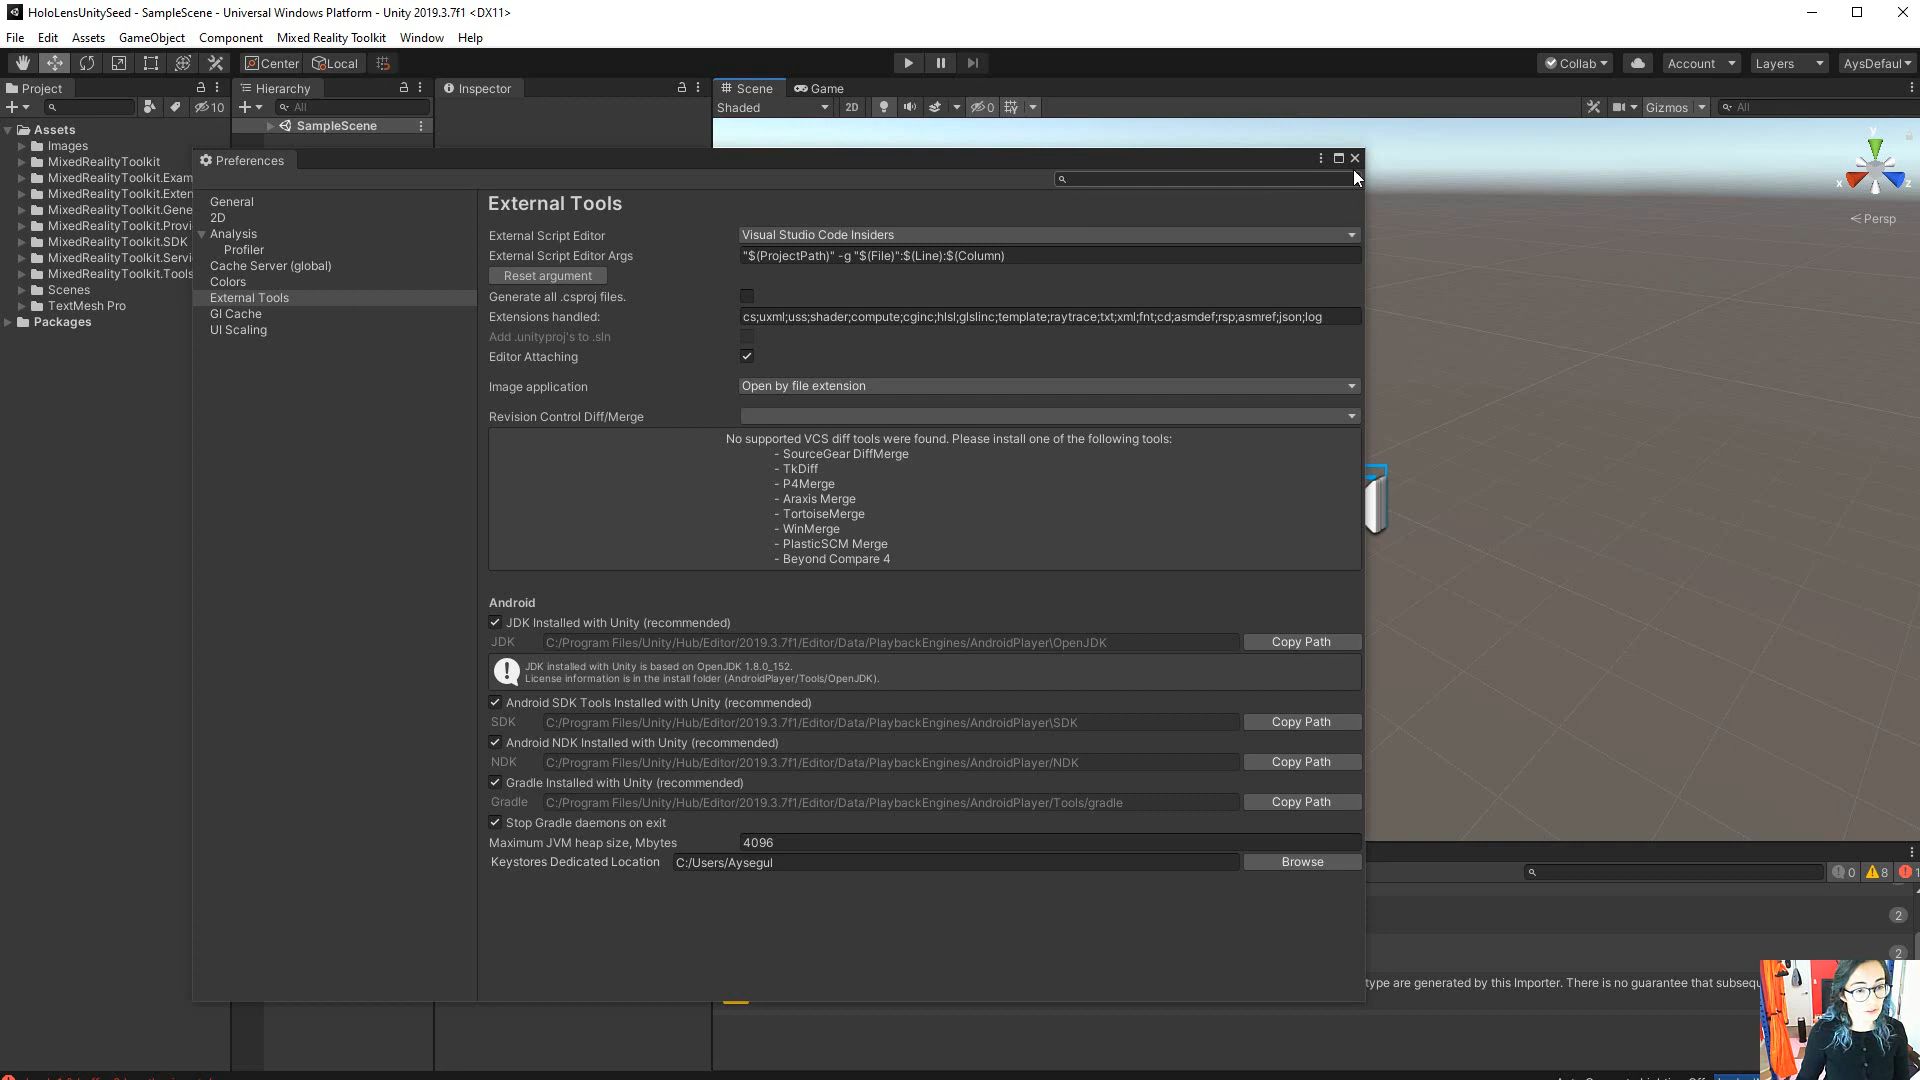 HoloLensUnitySeed - SampleScene - Universal Windows Platform - Unity 2019.3.7f1 <DX11>
File Edit Assets GameObject Component Mixed Reality Toolkit Window Help
Center Local Collab Account Layers AysDefaul
Project Hierarchy Inspector Scene Game
10 All Shaded 2D 0 Gizmos All
Assets
SampleScene
Images
MixedRealityToolkit
MixedRealityToolkit.Exam
MixedRealityToolkit.Exten
MixedRealityToolkit.Gene
MixedRealityToolkit.Provi
MixedRealityToolkit.SDK
MixedRealityToolkit.Servi
MixedRealityToolkit.Tools
Scenes
TextMesh Pro
Packages
y
x z
Persp
Preferences
General
2D
Analysis
Profiler
Cache Server (global)
Colors
External Tools
GI Cache
UI Scaling
External Tools
External Script Editor Visual Studio Code Insiders
External Script Editor Args "$(ProjectPath)" -g "$(File)":$(Line):$(Column)
Reset argument
Generate all .csproj files.
Extensions handled: cs;uxml;uss;shader;compute;cginc;hlsl;glslinc;template;raytrace;txt;xml;fnt;cd;asmdef;rsp;asmref;json;log
Add .unityproj's to .sln
Editor Attaching
Image application Open by file extension
Revision Control Diff/Merge
No supported VCS diff tools were found. Please install one of the following tools:
- SourceGear DiffMerge
- TkDiff
- P4Merge
- Araxis Merge
- TortoiseMerge
- WinMerge
- PlasticSCM Merge
- Beyond Compare 4
Android
JDK Installed with Unity (recommended)
JDK C:/Program Files/Unity/Hub/Editor/2019.3.7f1/Editor/Data/PlaybackEngines/AndroidPlayer\OpenJDK Copy Path
JDK installed with Unity is based on OpenJDK 1.8.0_152.
License information is in the install folder (AndroidPlayer/Tools/OpenJDK).
Android SDK Tools Installed with Unity (recommended)
SDK C:/Program Files/Unity/Hub/Editor/2019.3.7f1/Editor/Data/PlaybackEngines/AndroidPlayer\SDK Copy Path
Android NDK Installed with Unity (recommended)
NDK C:/Program Files/Unity/Hub/Editor/2019.3.7f1/Editor/Data/PlaybackEngines/AndroidPlayer/NDK Copy Path
Gradle Installed with Unity (recommended)
Gradle C:/Program Files/Unity/Hub/Editor/2019.3.7f1/Editor/Data/PlaybackEngines/AndroidPlayer/Tools/gradle Copy Path
Stop Gradle daemons on exit
Maximum JVM heap size, Mbytes 4096
Keystores Dedicated Location C:/Users/Aysegul Browse
0 8 1
2
2
type are generated by this Importer. There is no guarantee that subsequ